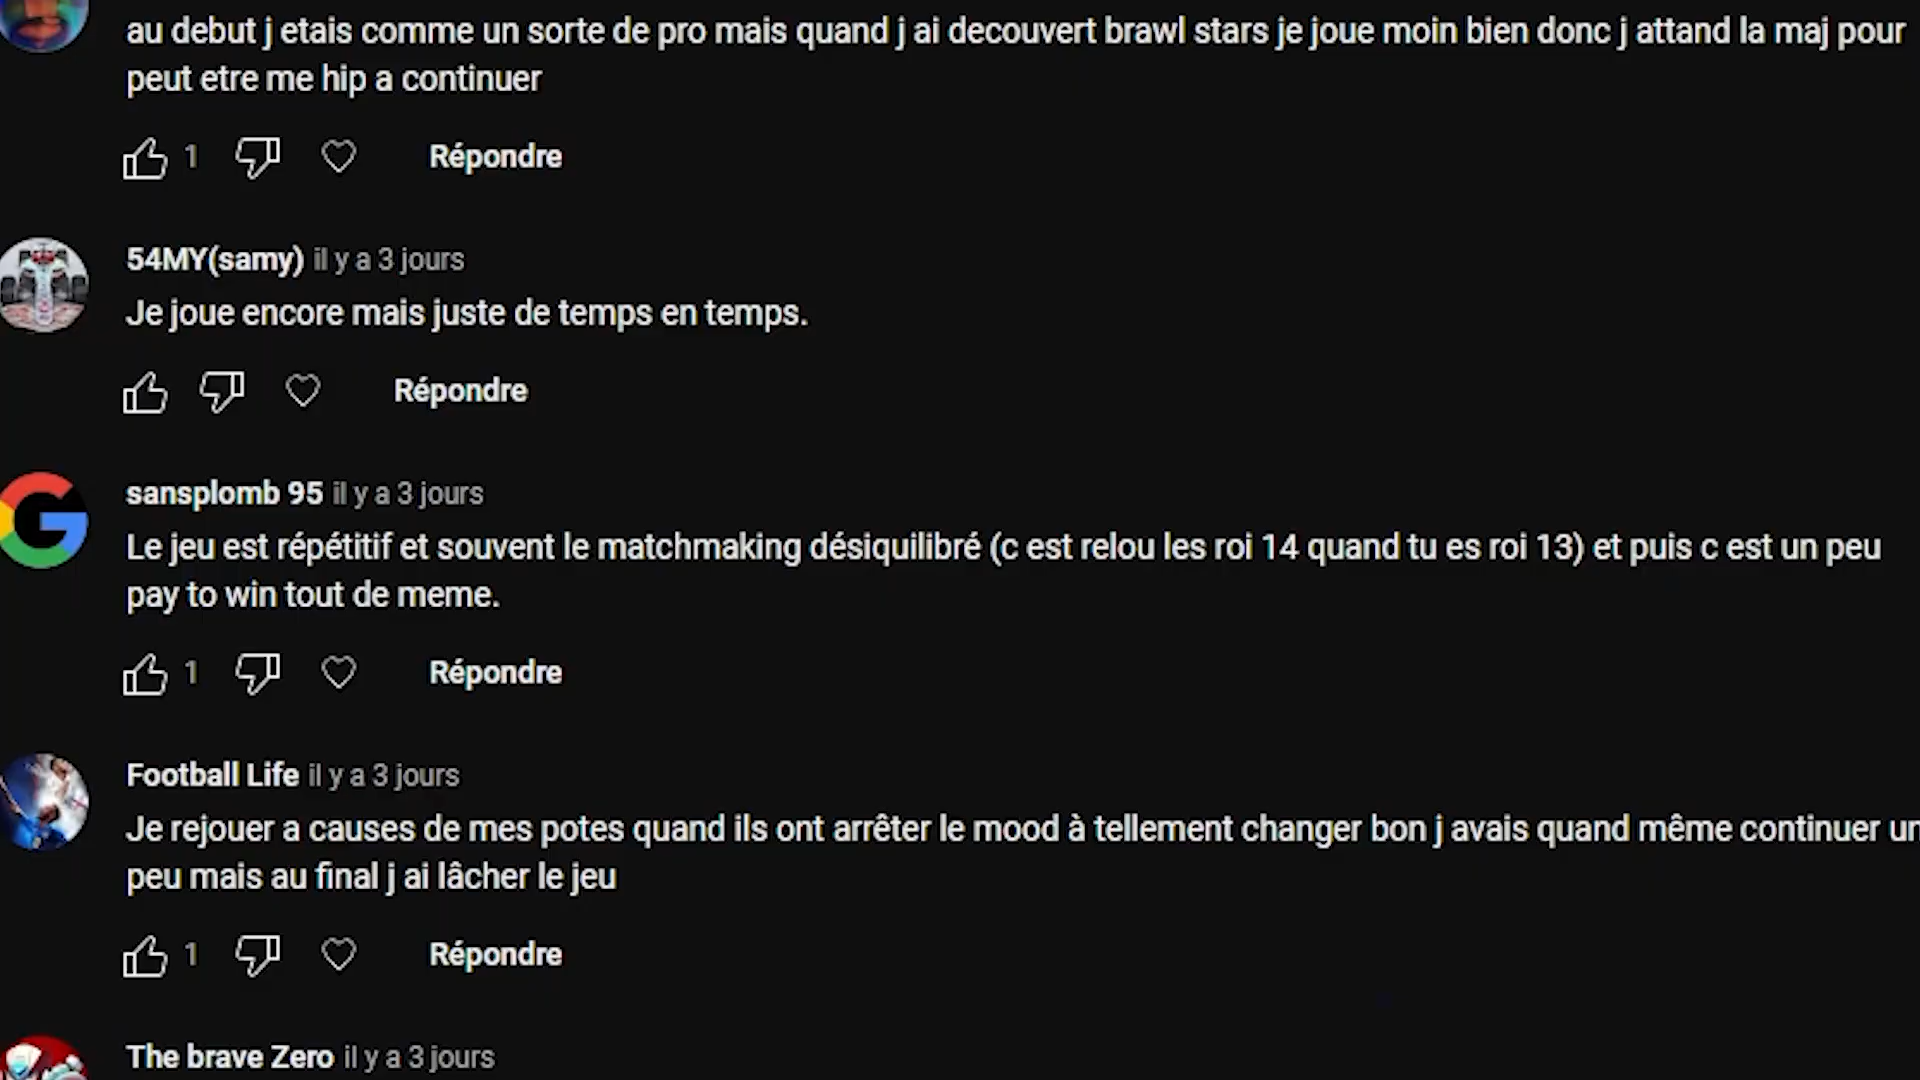 au debut j etais comme un sorte de pro mais quand j ai decouvert brawl stars je joue moin bien donc j attand la maj pour
peut etre me hip a continuer
1 Répondre
54MY(samy) il y a 3 jours
Je joue encore mais juste de temps en temps.
Répondre
sansplomb 95 il y a 3 jours
Le jeu est répétitif et souvent le matchmaking désiquilibré (c est relou les roi 14 quand tu es roi 13) et puis c est un peu
pay to win tout de meme.
1 Répondre
Football Life il y a 3 jours
Je rejouer a causes de mes potes quand ils ont arrêter le mood à tellement changer bon j avais quand même continuer un
peu mais au final j ai lâcher le jeu
1 Répondre
The brave Zero il y a 3 jours